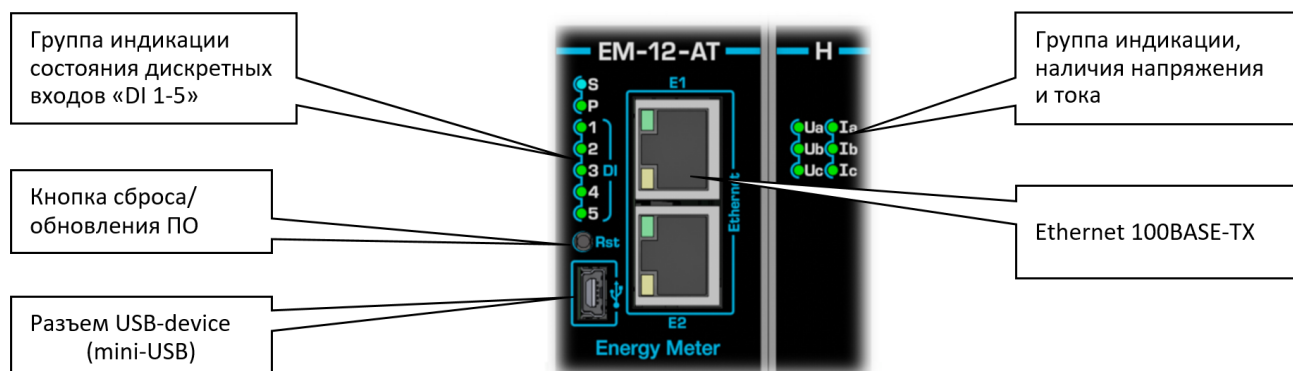 Группа индикации
состояния дискретных
входов «DI 1-5»
Кнопка сброса/
обновления ПО
Разъем USB-device
(mini-USB)
EM-12-AT
S
P
1
2
3
4
5
DI
Rst
E1
Ethernet
E2
Energy Meter
H
Ua Ia
Ub Ib
Uc Ic
Группа индикации,
наличия напряжения
и тока
Ethernet 100BASE-TX